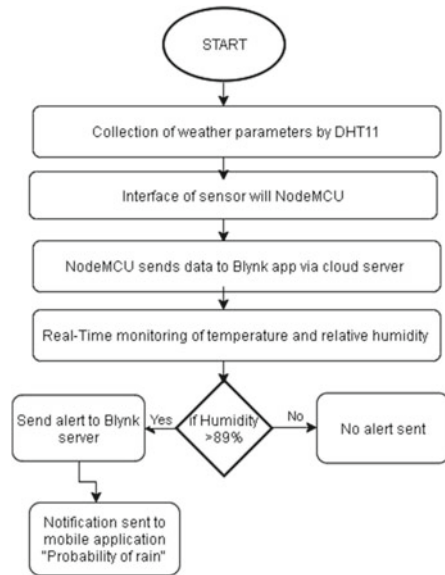 START
Collection of weather parameters by DHT11
Interface of sensor will NodeMCU
NodeMCU sends data to Blynk app via cloud server
Real-Time monitoring of temperature and relative humidity
if Humidity
>89%
Yes
No
Send alert to Blynk
server
No alert sent
Notification sent to
mobile application
"Probability of rain"